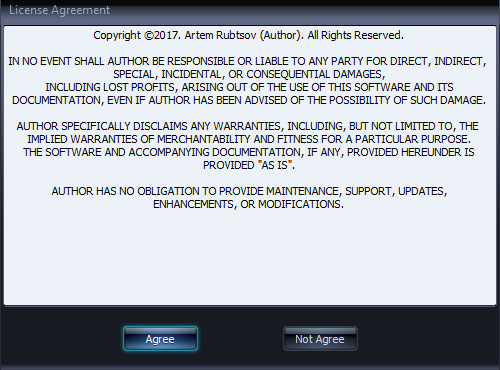 License Agreement
Copyright ©2017. Artem Rubtsov (Author). All Rights Reserved.
IN NO EVENT SHALL AUTHOR BE RESPONSIBLE OR LIABLE TO ANY PARTY FOR DIRECT, INDIRECT,
SPECIAL, INCIDENTAL, OR CONSEQUENTIAL DAMAGES,
INCLUDING LOST PROFITS, ARISING OUT OF THE USE OF THIS SOFTWARE AND ITS
DOCUMENTATION, EVEN IF AUTHOR HAS BEEN ADVISED OF THE POSSIBILITY OF SUCH DAMAGE.
AUTHOR SPECIFICALLY DISCLAIMS ANY WARRANTIES, INCLUDING, BUT NOT LIMITED TO, THE
IMPLIED WARRANTIES OF MERCHANTABILITY AND FITNESS FOR A PARTICULAR PURPOSE.
THE SOFTWARE AND ACCOMPANYING DOCUMENTATION, IF ANY, PROVIDED HEREUNDER IS
PROVIDED "AS IS".
AUTHOR HAS NO OBLIGATION TO PROVIDE MAINTENANCE, SUPPORT, UPDATES,
ENHANCEMENTS, OR MODIFICATIONS.
Agree
Not Agree